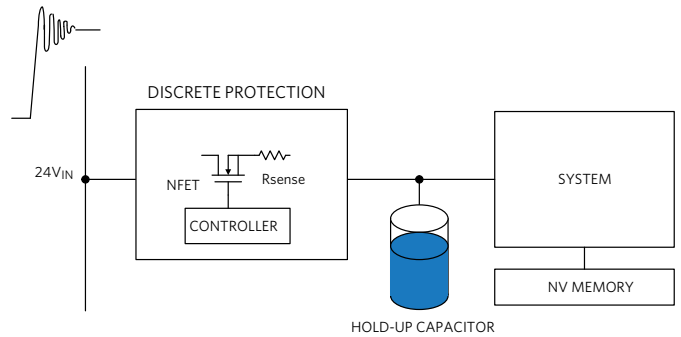 DISCRETE PROTECTION
24VIN
NFET
Rsense
CONTROLLER
SYSTEM
NV MEMORY
HOLD-UP CAPACITOR